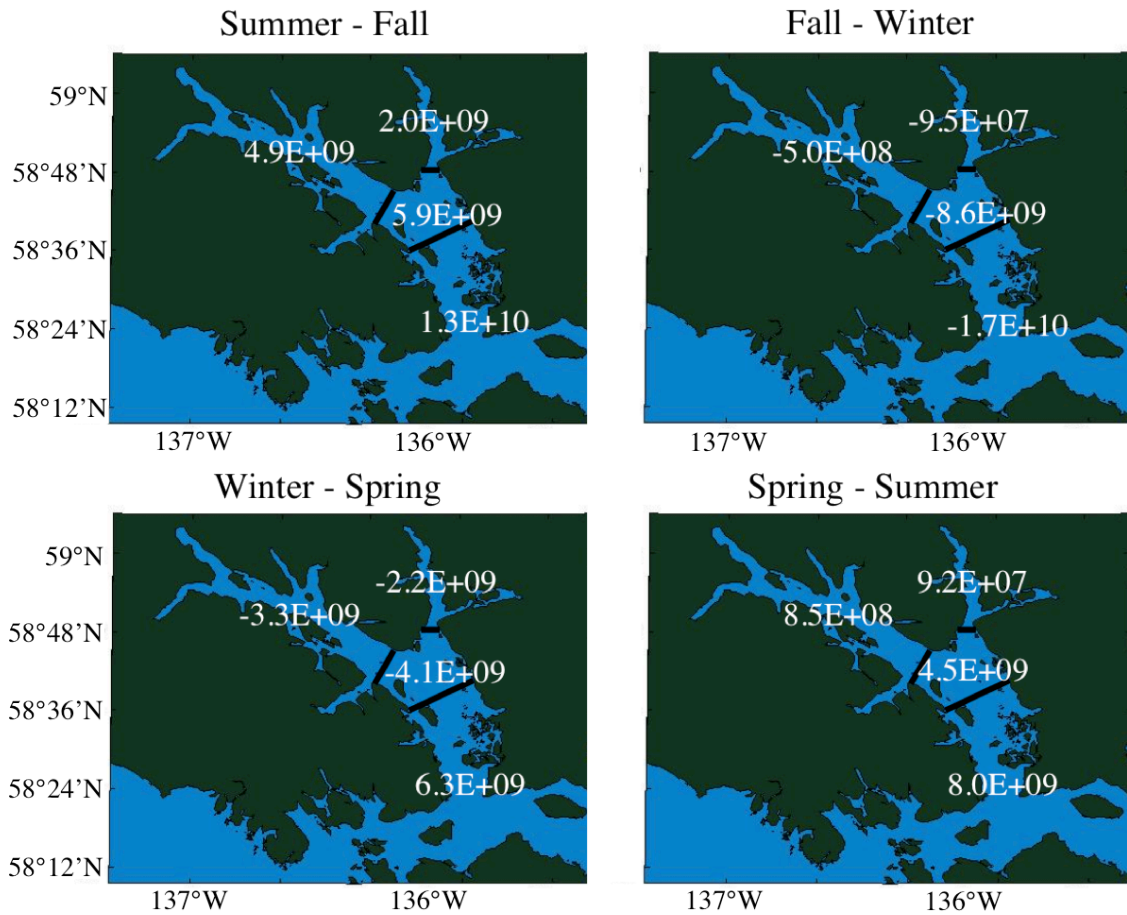 Summer - Fall
Fall - Winter
59°N
58°48’N
58°36’N
58°24’N
58°12’N
2.0E+09
4.9E+09
5.9E+09
1.3E+10
-9.5E+07
-5.0E+08
-8.6E+09
-1.7E+10
137°W
136°W
137°W
136°W
Winter - Spring
Spring - Summer
59°N
58°48’N
58°36’N
58°24’N
58°12’N
-2.2E+09
-3.3E+09
-4.1E+09
6.3E+09
9.2E+07
8.5E+08
4.5E+09
8.0E+09
137°W
136°W
137°W
136°W